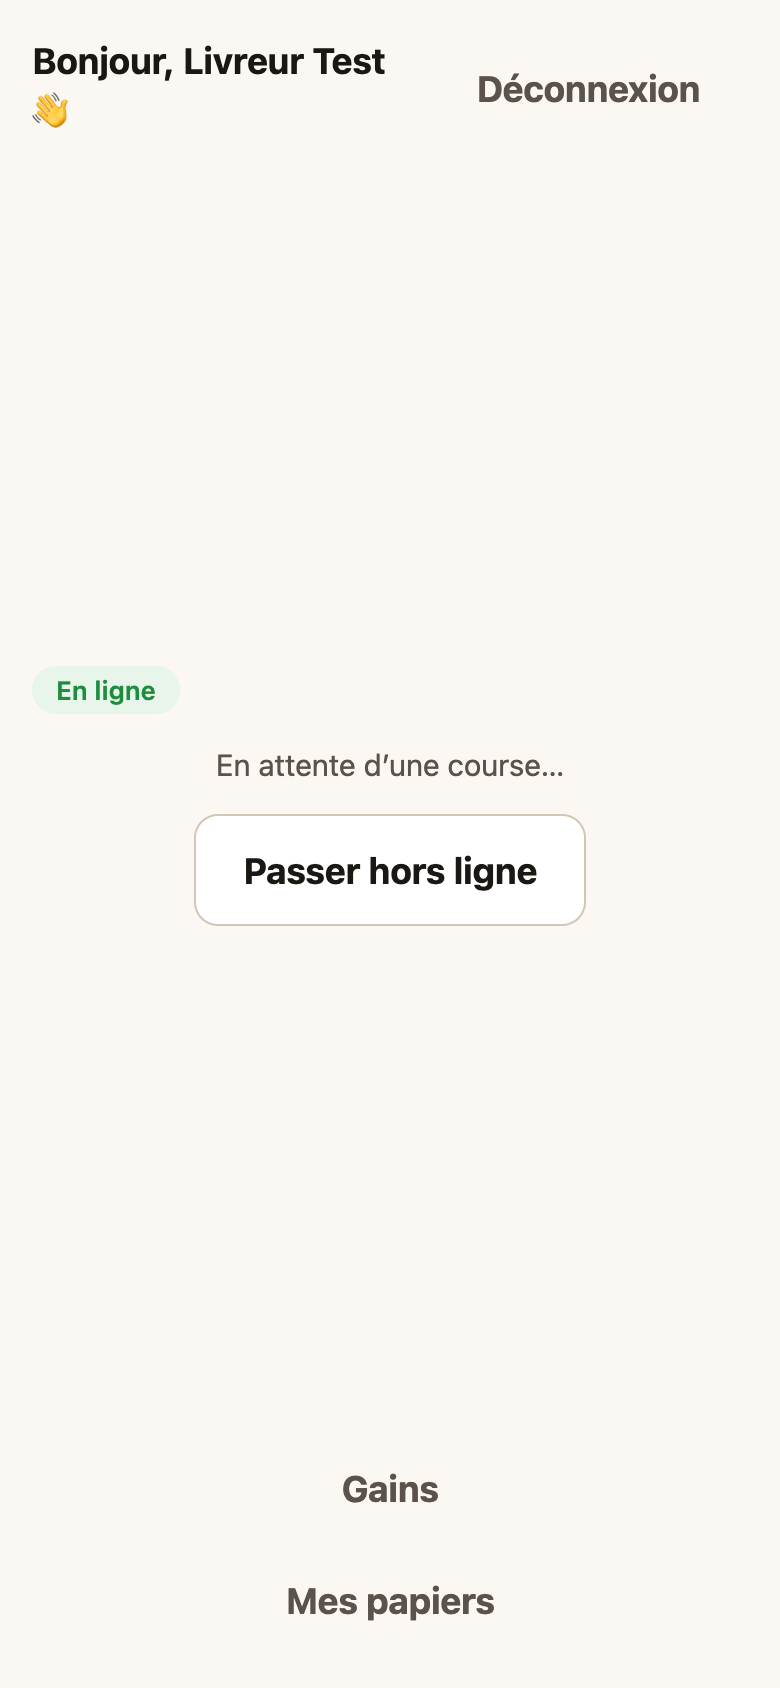 Bonjour, Livreur Test
👋
Déconnexion
En ligne
En attente d’une course...
Passer hors ligne
Gains
Mes papiers